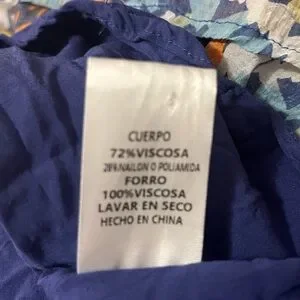 CUERPO
72%VISCOSA
28%NAILON O POLIAMIDA
FORRO
100%VISCOSA
LAVAR EN SECO
HECHO EN CHINA